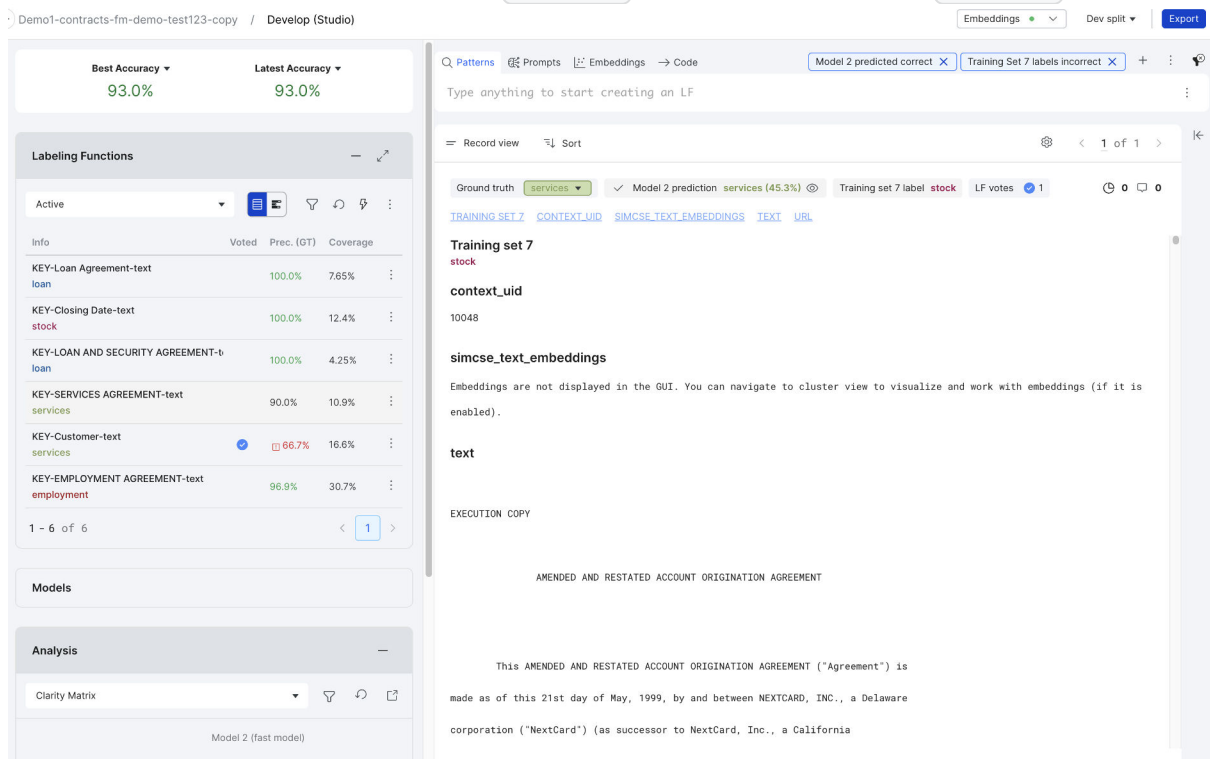 Demo1-contracts-fm-demo-test123-copy / Develop (Studio)
Embeddings
Dev split
Export
Best Accuracy
Latest Accuracy
93.0%
93.0%
Labeling Functions
Active
Info Voted Prec. (GT) Coverage
KEY-Loan Agreement-text
loan
100.0% 7.65%
KEY-Closing Date-text
stock
100.0% 12.4%
KEY-LOAN AND SECURITY AGREEMENT-t
loan
100.0% 4.25%
KEY-SERVICES AGREEMENT-text
services
90.0% 10.9%
KEY-Customer-text
services
66.7% 16.6%
KEY-EMPLOYMENT AGREEMENT-text
employment
96.9% 30.7%
1 - 6 of 6
1
Models
Analysis
Clarity Matrix
Model 2 (fast model)
Patterns Prompts Embeddings Code
Model 2 predicted correct
Training Set 7 labels incorrect
Type anything to start creating an LF
Record view Sort
1 of 1
Ground truth services
Model 2 prediction services (45.3%)
Training set 7 label stock
LF votes 1
0 0
TRAINING SET 7 CONTEXT_UID SIMCSE_TEXT_EMBEDDINGS TEXT URL
Training set 7
stock
context_uid
10048
simcse_text_embeddings
Embeddings are not displayed in the GUI. You can navigate to cluster view to visualize and work with embeddings (if it is
enabled).
text
EXECUTION COPY
AMENDED AND RESTATED ACCOUNT ORIGINATION AGREEMENT
This AMENDED AND RESTATED ACCOUNT ORIGINATION AGREEMENT ("Agreement") is
made as of this 21st day of May, 1999, by and between NEXTCARD, INC., a Delaware
corporation ("NextCard") (as successor to NextCard, Inc., a California